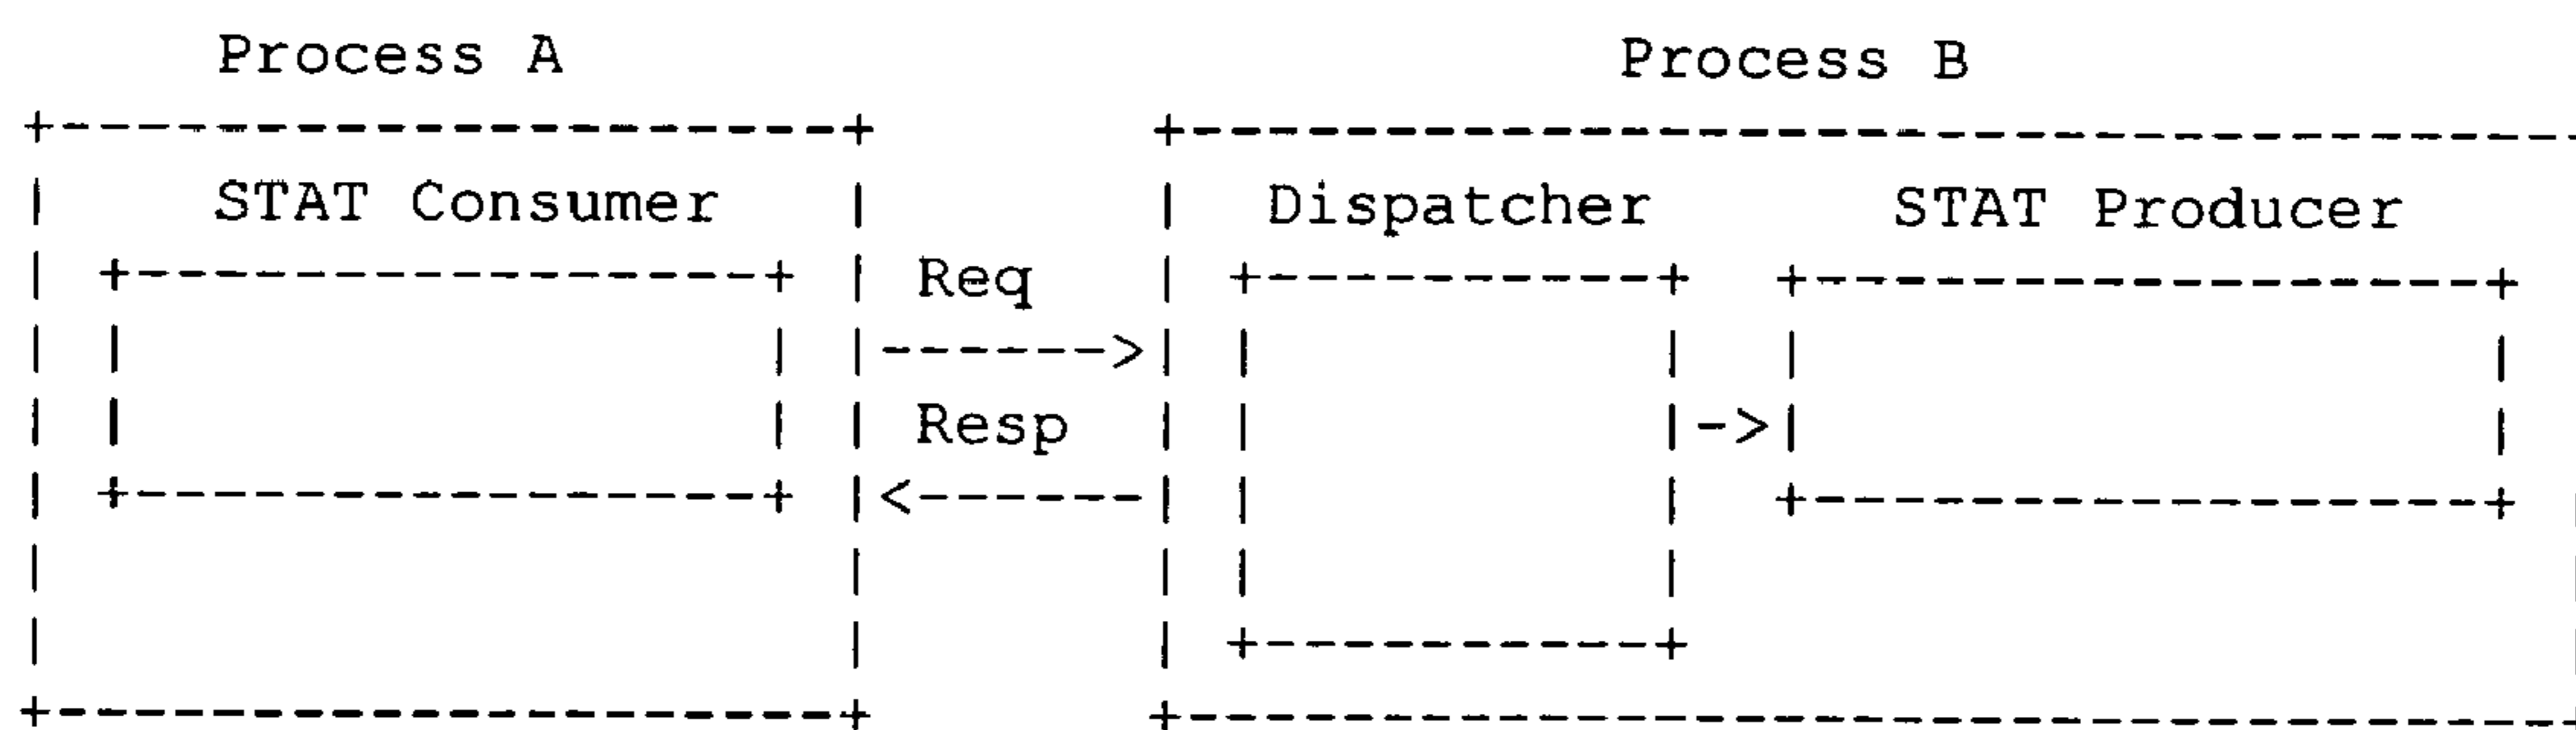 Process A                            Process B
+---------------------+       +------------------------------------
|    STAT Consumer    |       |  Dispatcher      STAT Producer
| +-----------------+ | Req   | +----------+  +------------------+
| |                 | |------>| |          |  |                  |
| |                 | | Resp  | |          |->|                  |
| +-----------------+ |<------| |          |  +------------------+
|                     |       | |          |
|                     |       | +----------+
+---------------------+       +------------------------------------